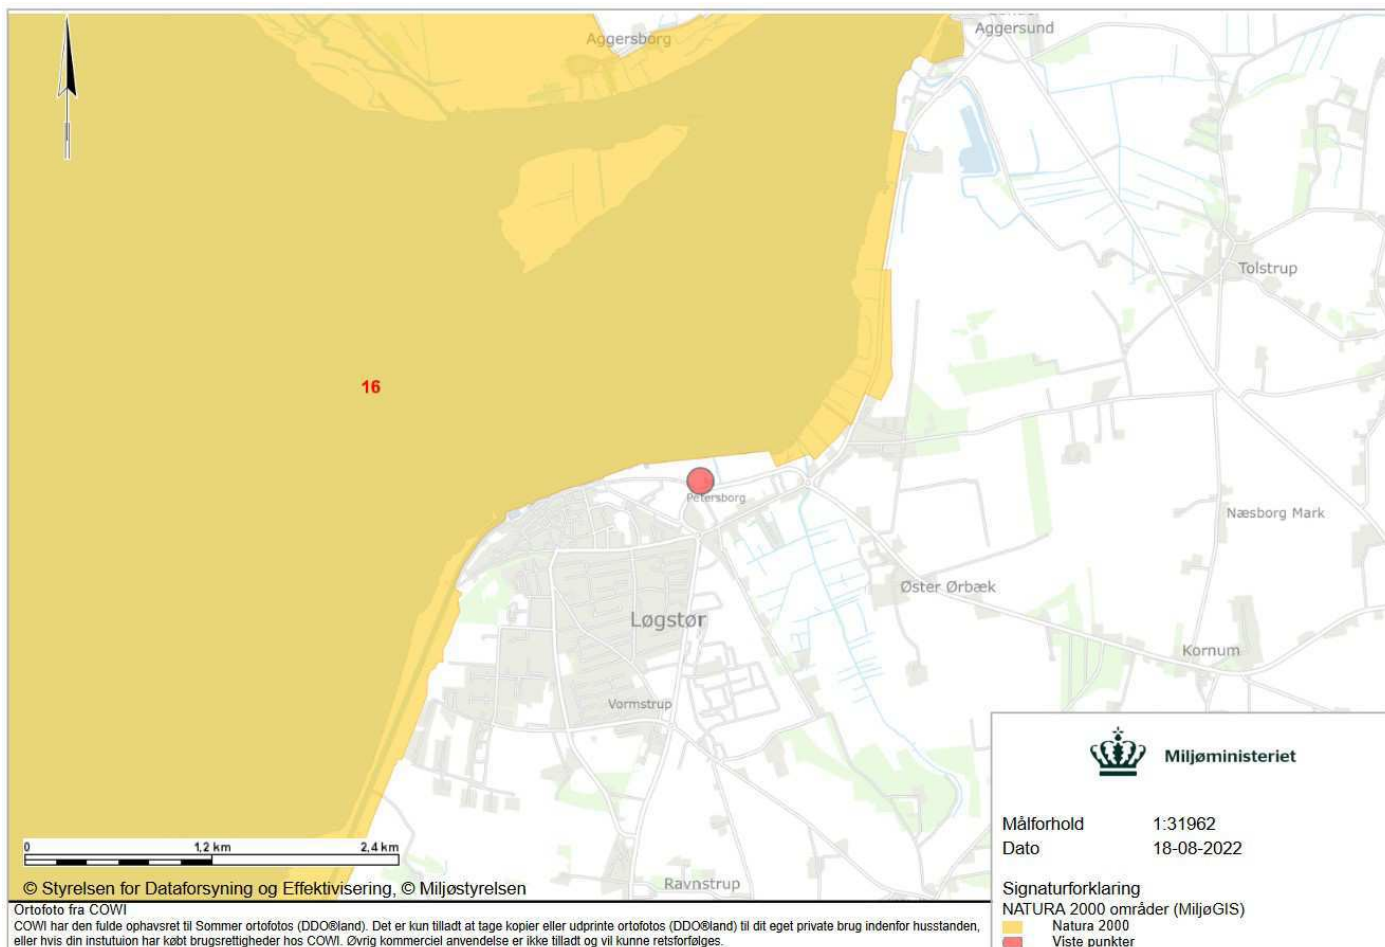 Aggersborg
Aggersund
Tolstrup
16
Petersborg
Næsborg Mark
Øster Ørbæk
Løgstør
Kornum
Vormstrup
Miljøministeriet
Målforhold 1:31962
Dato 18-08-2022
0 1,2 km 2,4 km
Ravnstrup
© Styrelsen for Dataforsyning og Effektivisering, © Miljøstyrelsen
Signaturforklaring
NATURA 2000 områder (MiljøGIS)
Natura 2000
Viste punkter
Ortofoto fra COWI
COWI har den fulde ophavsret til Sommer ortofotos (DDO®land). Det er kun tilladt at tage kopier eller udprinte ortofotos (DDO®land) til dit eget private brug indenfor husstanden,
eller hvis din instutuion har købt brugsrettigheder hos COWI. Øvrig kommerciel anvendelse er ikke tilladt og vil kunne retsforfølges.